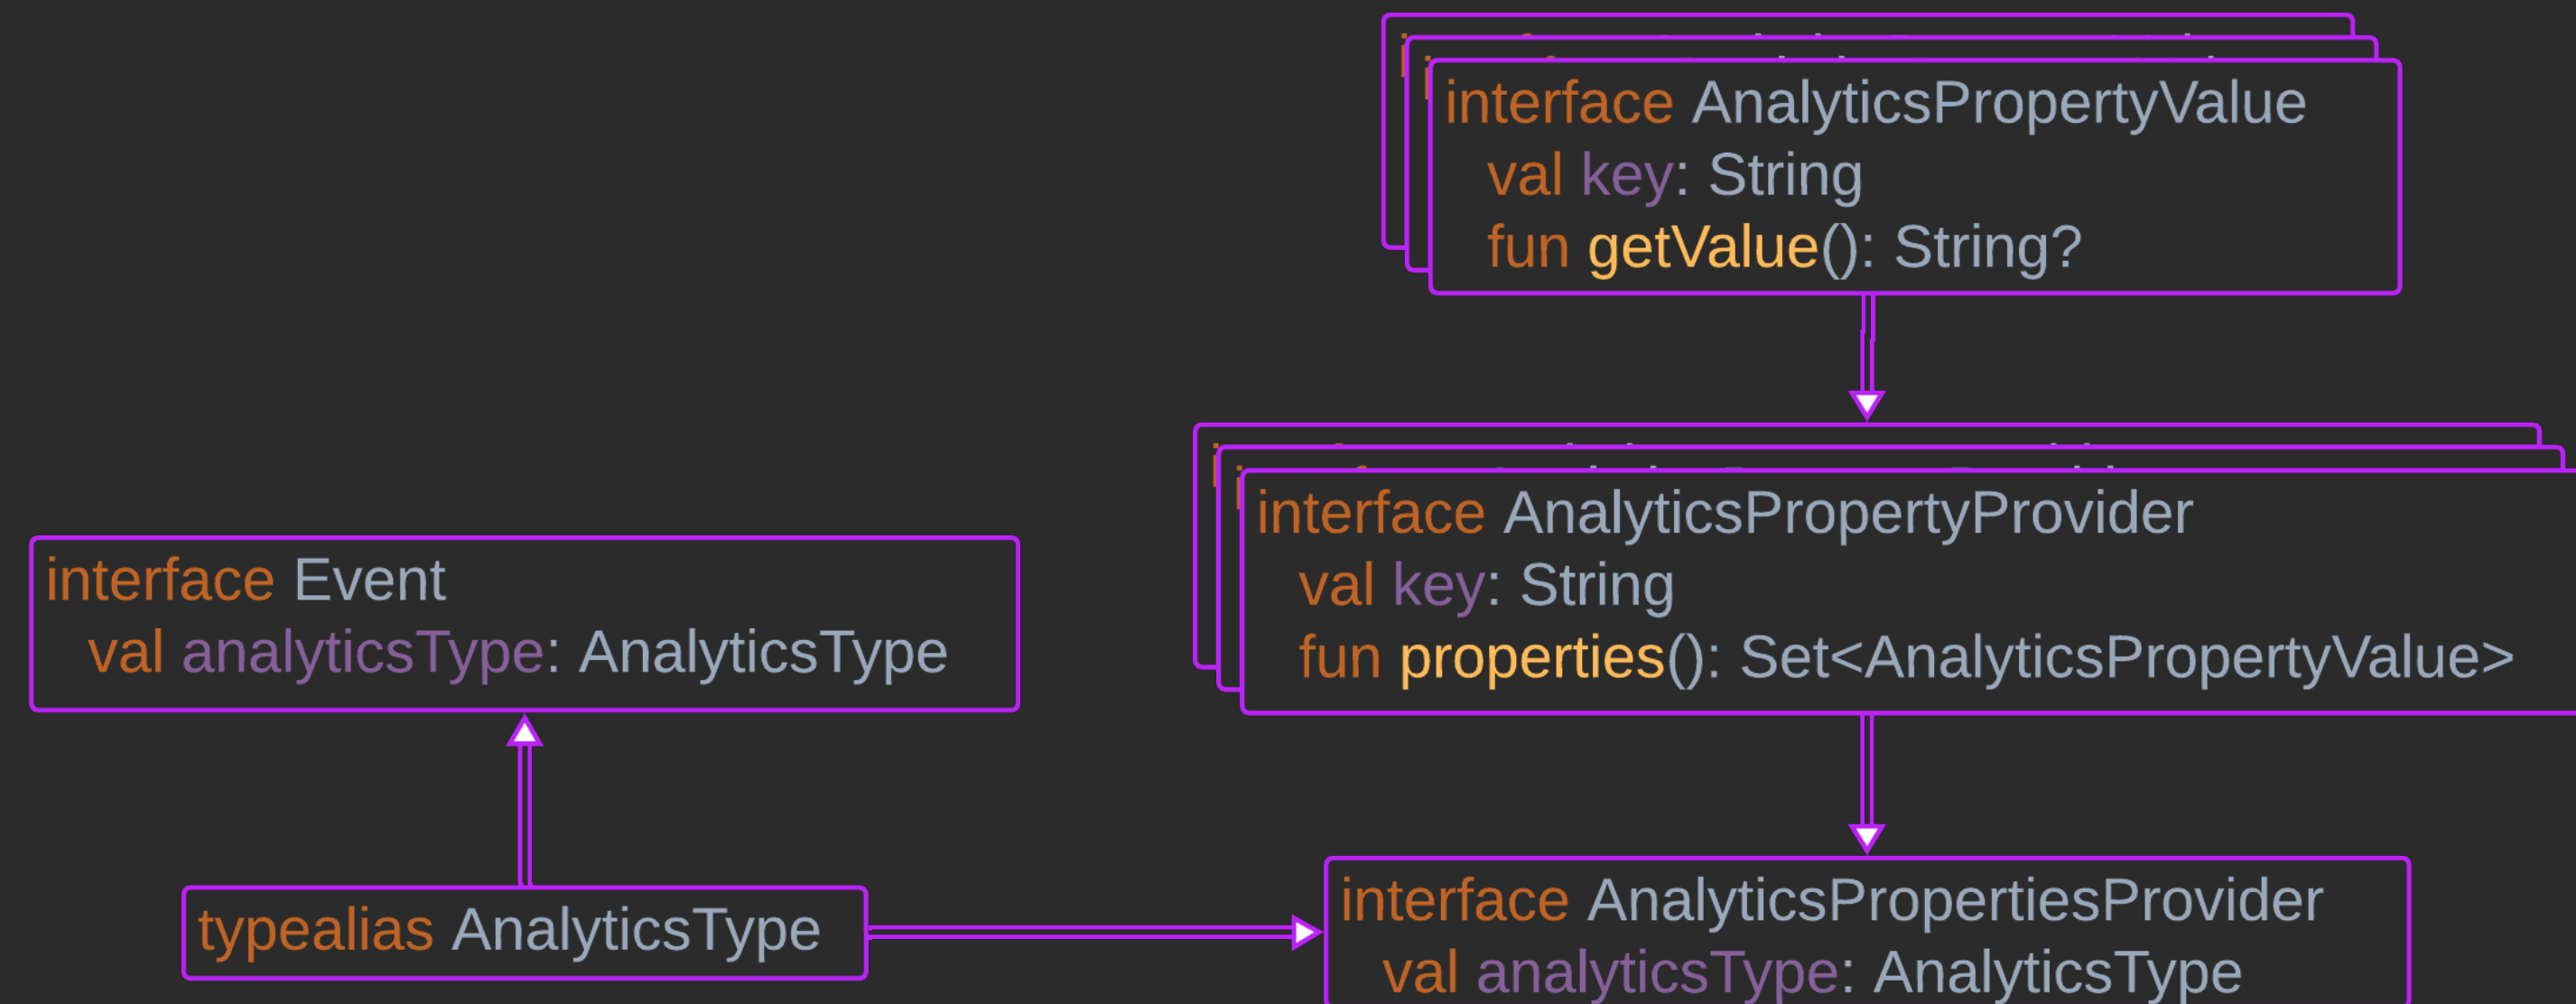 interface AnalyticsPropertyValue
val key: String
fun getValue(): String?
interface AnalyticsPropertyProvider
val key: String
fun properties(): Set<AnalyticsPropertyValue>
interface Event
val analyticsType: AnalyticsType
typealias AnalyticsType
interface AnalyticsPropertiesProvider
val analyticsType: AnalyticsType